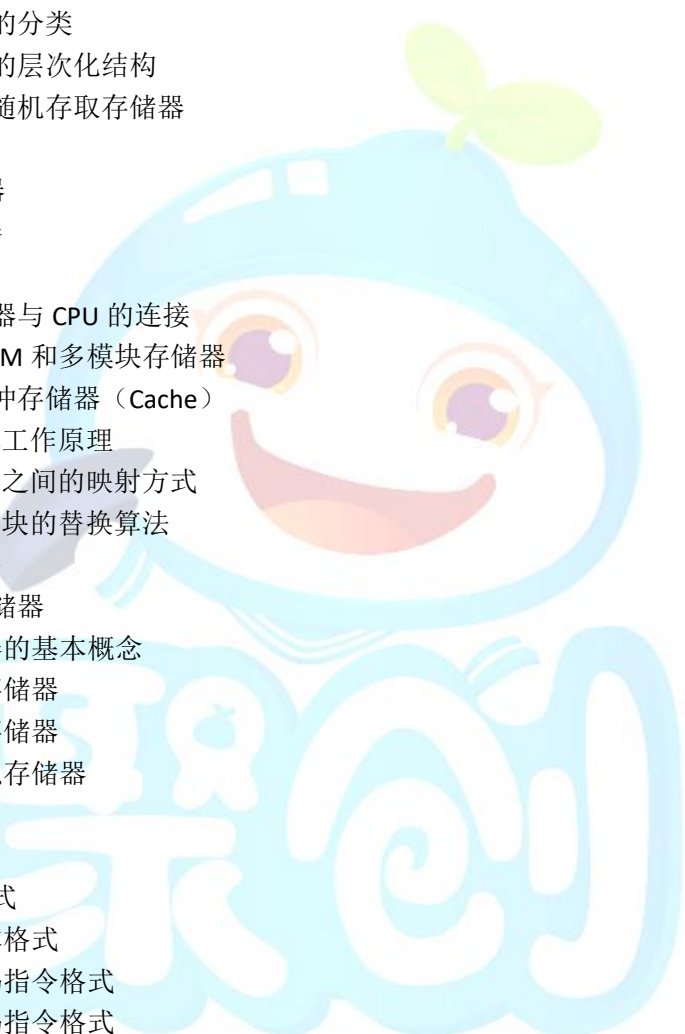 的分类
的层次化结构
随机存取存储器
器
器与 CPU 的连接
M 和多模块存储器
冲存储器（Cache）
工作原理
之间的映射方式
块的替换算法
储器
的基本概念
存储器
存储器
存储器
式
格式
指令格式
指令格式
聚创